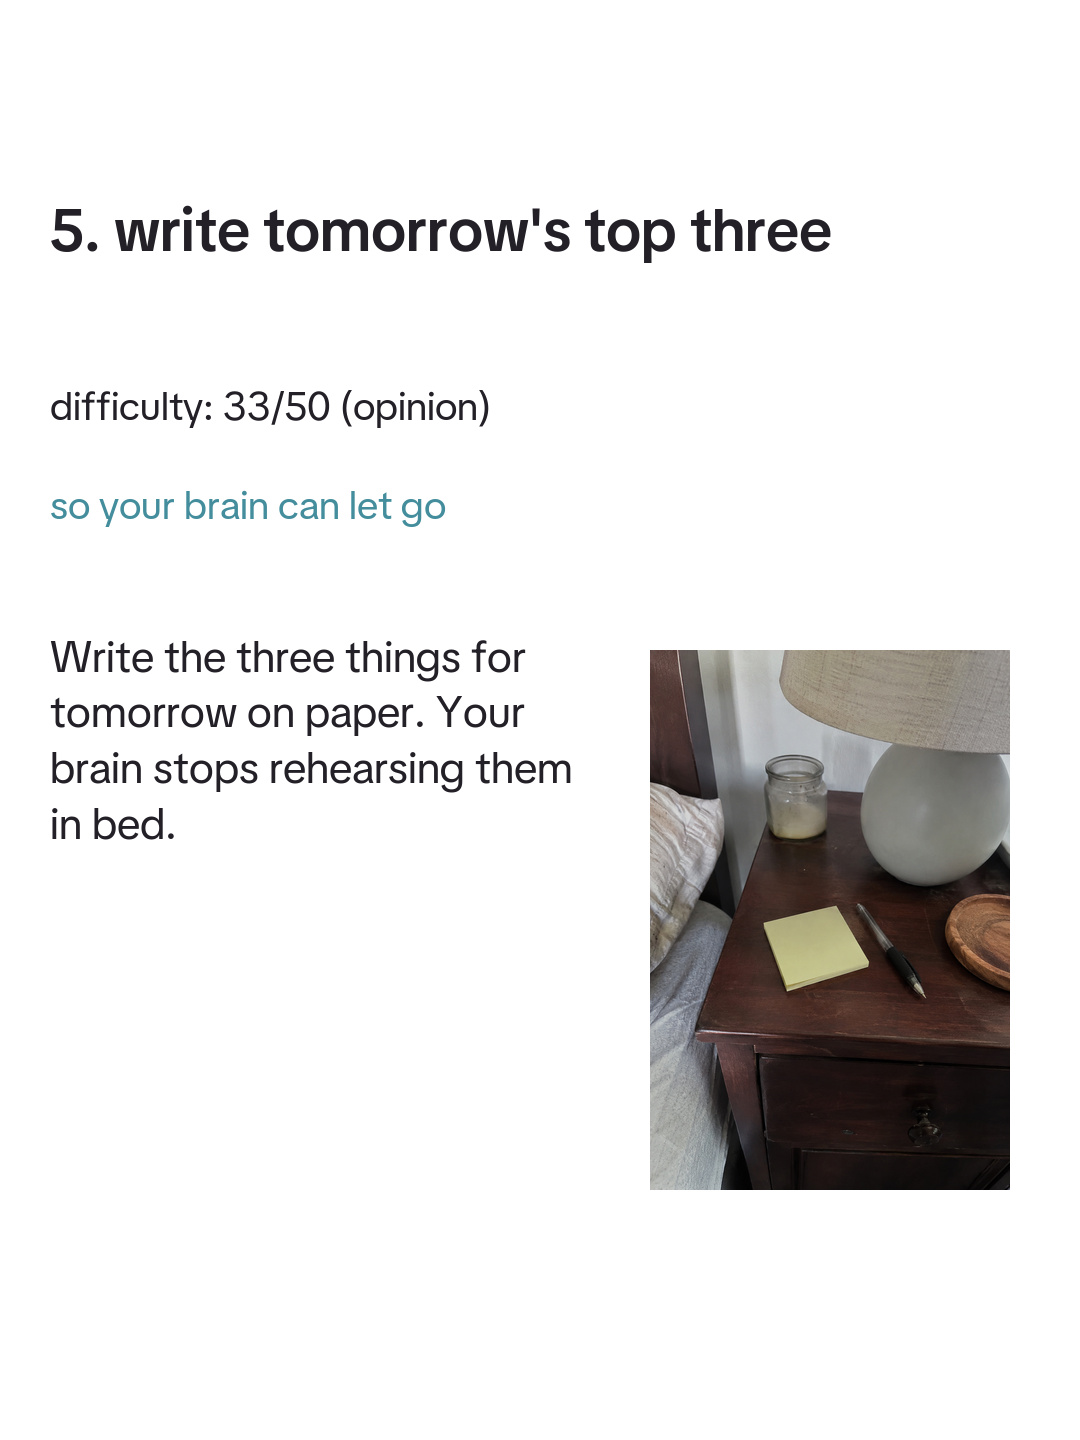 5. write tomorrow's top three
difficulty: 33/50 (opinion)
so your brain can let go
Write the three things for
tomorrow on paper. Your
brain stops rehearsing them
in bed.